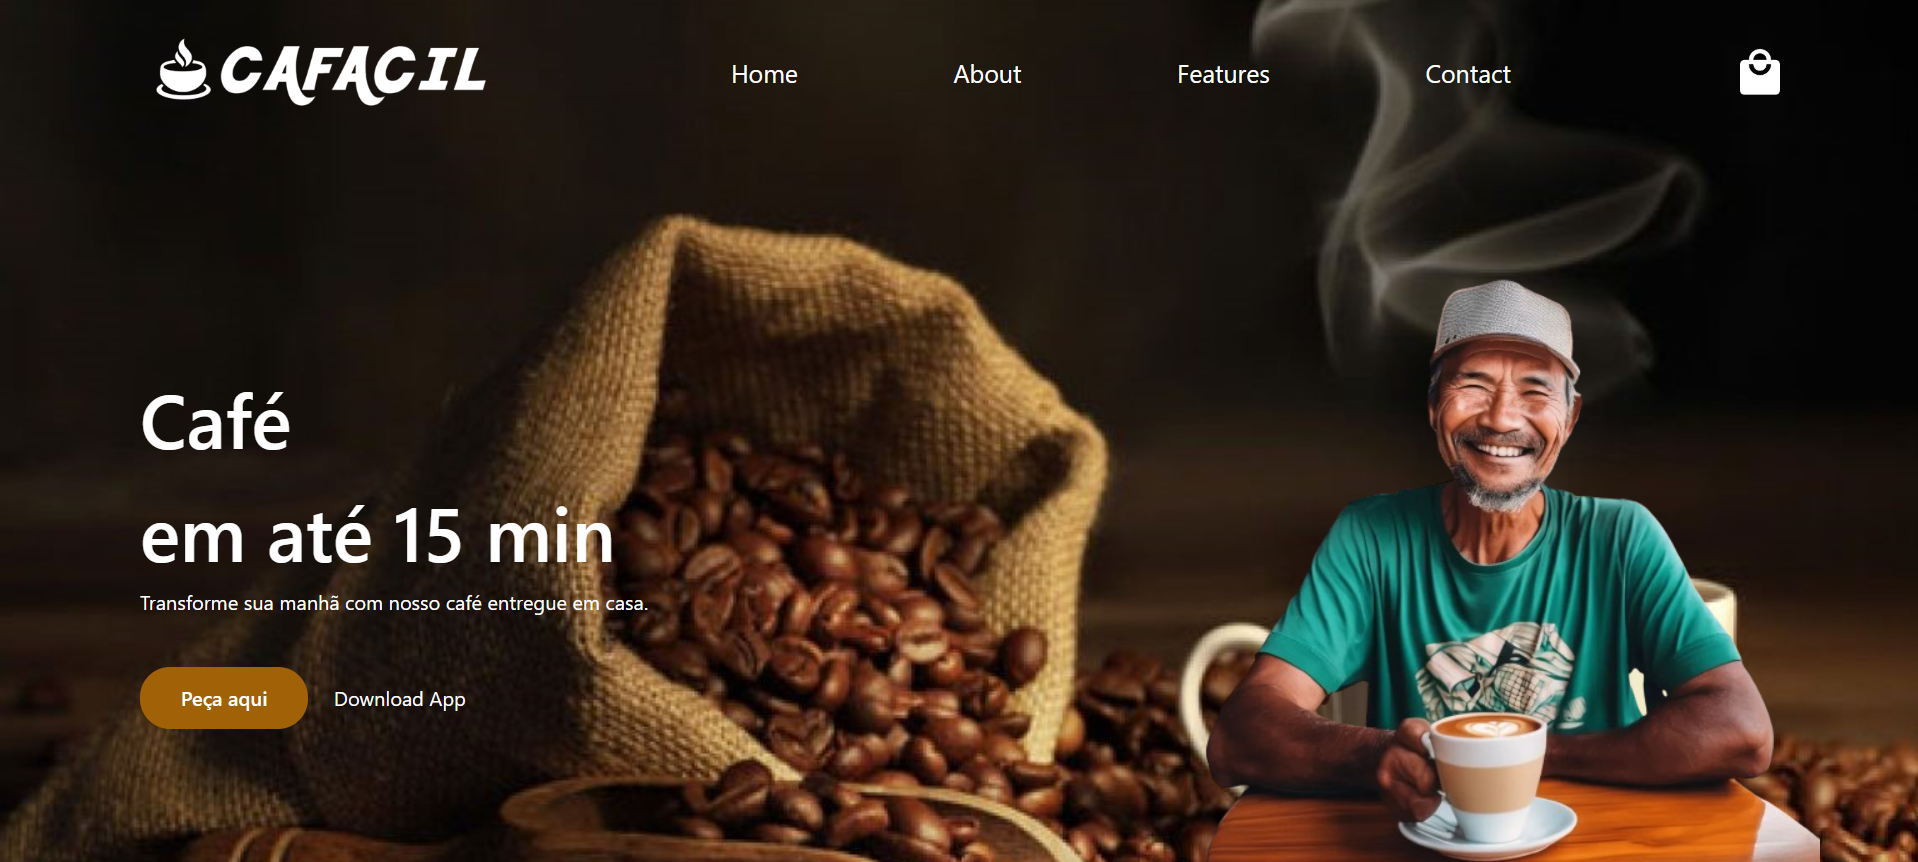 CAFACIL
Home About Features Contact
Café
em até 15 min
Transforme sua manhã com nosso café entregue em casa.
Peça aqui Download App